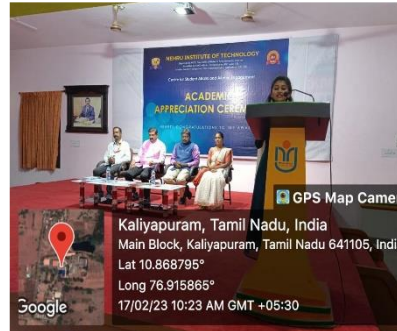 NEHRU INSTITUTE OF TECHNOLOGY
ACADEMIC
APPRECIATION CEREM
GPS Map Came
Kaliyapuram, Tamil Nadu, India
Main Block, Kaliyapuram, Tamil Nadu 641105, Indi
Lat 10.868795°
Long 76.915865°
17/02/23 10:23 AM GMT +05:30
Google